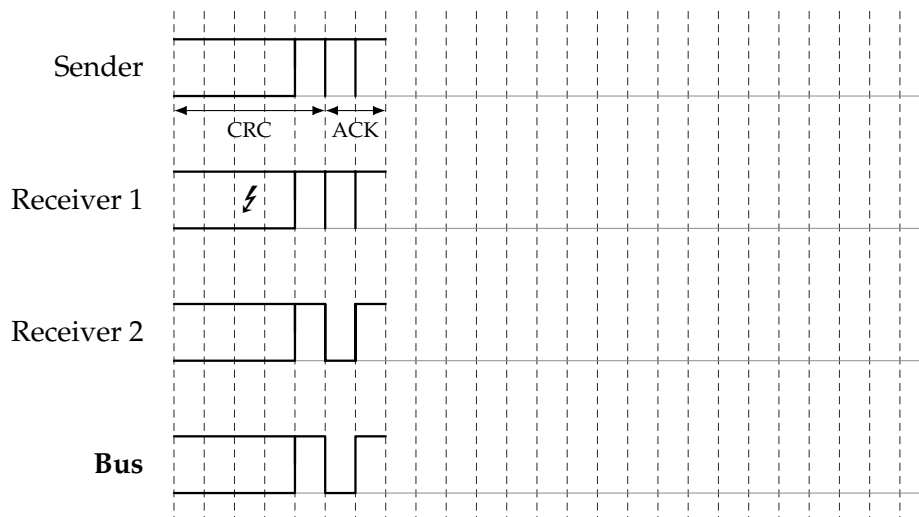 Sender
CRC
ACK
Receiver 1
Receiver 2
Bus